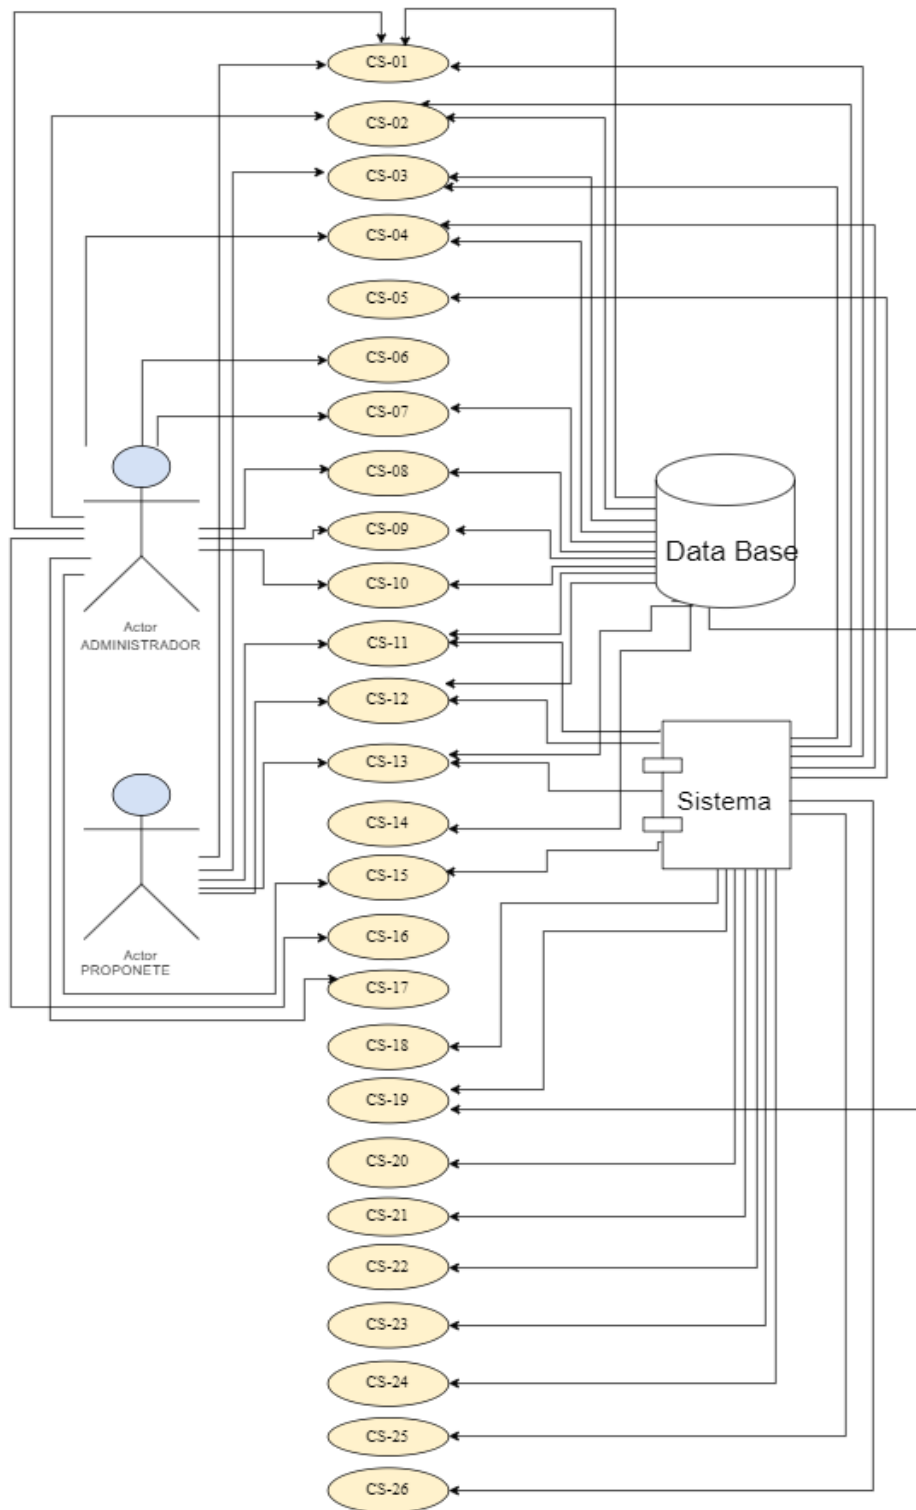 CS-01
CS-02
CS-03
CS-04
CS-05
CS-06
CS-07
CS-08
CS-09
CS-10
CS-11
CS-12
CS-13
CS-14
CS-15
CS-16
CS-17
CS-18
CS-19
CS-20
CS-21
CS-22
CS-23
CS-24
CS-25
CS-26
Actor
ADMINISTRADOR
Actor
PROPONETE
Data Base
Sistema